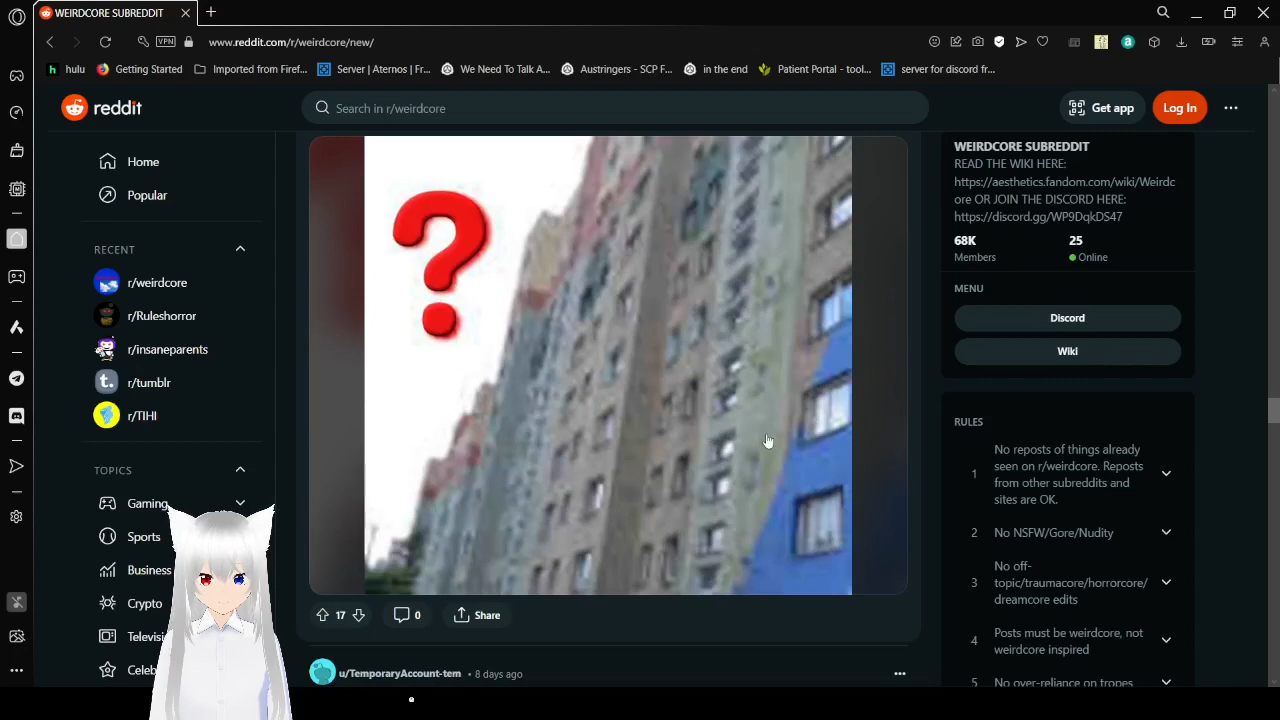 WEIRDCORE SUBREDDIT
VPN
www.reddit.com/r/weirdcore/new/
h hulu
Getting Started
Imported from Firef...
Server | Aternos | Fr...
We Need To Talk A...
Austringers - SCP F...
in the end
Patient Portal - tool...
server for discord fr...
reddit
Search in r/weirdcore
Get app
Log In
Home
Popular
RECENT
r/weirdcore
r/Ruleshorror
r/insaneparents
t. r/tumblr
r/TIHI
TOPICS
Gaming
Sports
Business
Crypto
Televisi
Celeb
?
17
0
Share
u/TemporaryAccount-tem
• 8 days ago
WEIRDCORE SUBREDDIT
READ THE WIKI HERE:
https://aesthetics.fandom.com/wiki/Weirdc
ore OR JOIN THE DISCORD HERE:
https://discord.gg/WP9DqkDS47
68K 25
Members Online
MENU
Discord
Wiki
RULES
1 No reposts of things already
seen on r/weirdcore. Reposts
from other subreddits and
sites are OK.
2 No NSFW/Gore/Nudity
3 No off-
topic/traumacore/horrorcore/
dreamcore edits
4 Posts must be weirdcore, not
weirdcore inspired
5 No over-reliance on tropes